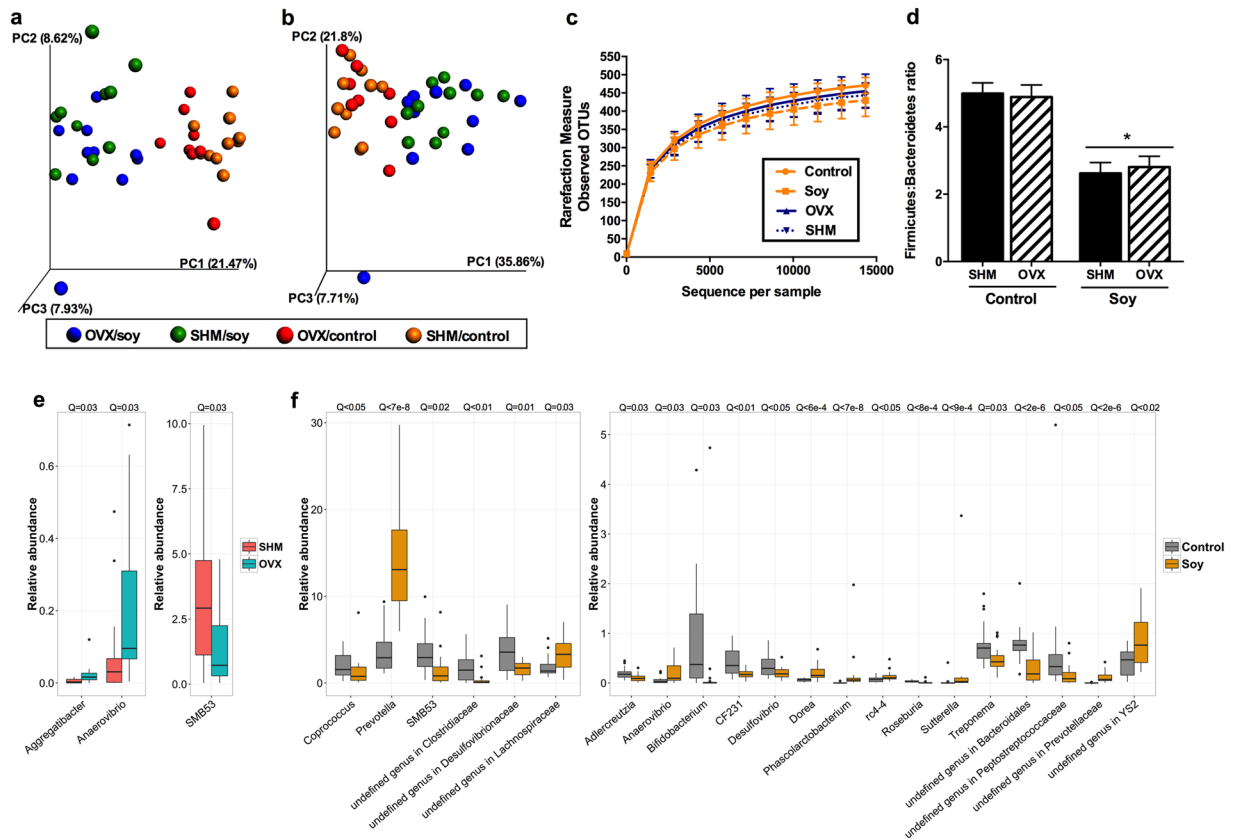 a
PC2 (8.62%)
PC1 (21.47%)
PC3 (7.93%)
b
PC2 (21.8%)
PC1 (35.86%)
PC3 (7.71%)
OVX/soy SHM/soy OVX/control SHM/control
c
Rarefaction Measure
Observed OTUs
550
500
450
400
350
300
250
200
150
100
50
0
0 5000 10000 15000
Sequence per sample
Control
Soy
OVX
SHM
d
Firmicutes:Bacteroidetes ratio
6
4
2
0
*
SHM OVX SHM OVX
Control Soy
e
Q=0.03 Q=0.03 Q=0.03
Relative abundance
0.6
0.4
0.2
0.0
Aggregatibacter
Anaerovibrio
Relative abundance
10.0
7.5
5.0
2.5
0.0
SMB53
SHM
OVX
f
Q<0.05 Q<7e-8 Q=0.02 Q<0.01 Q=0.01 Q=0.03
Relative abundance
30
20
10
0
Coprococcus
Prevotella
SMB53
undefined genus in Clostridiaceae
undefined genus in Desulfovibrionaceae
undefined genus in Lachnospiraceae
Q=0.03 Q=0.03 Q=0.03 Q<0.01 Q<0.05 Q<6e-4 Q<7e-8 Q<0.05 Q<8e-4 Q<9e-4 Q=0.03 Q<2e-6 Q<0.05 Q<2e-6 Q<0.02
Relative abundance
5
4
3
2
1
0
Adlercreutzia
Anaerovibrio
Bifidobacterium
CF231
Desulfovibrio
Dorea
Phascolarctobacterium
rc4-4
Roseburia
Sutterella
Treponema
undefined genus in Bacteroidales
undefined genus in Peptostreptococcaceae
undefined genus in Prevotellaceae
undefined genus in YS2
Control
Soy